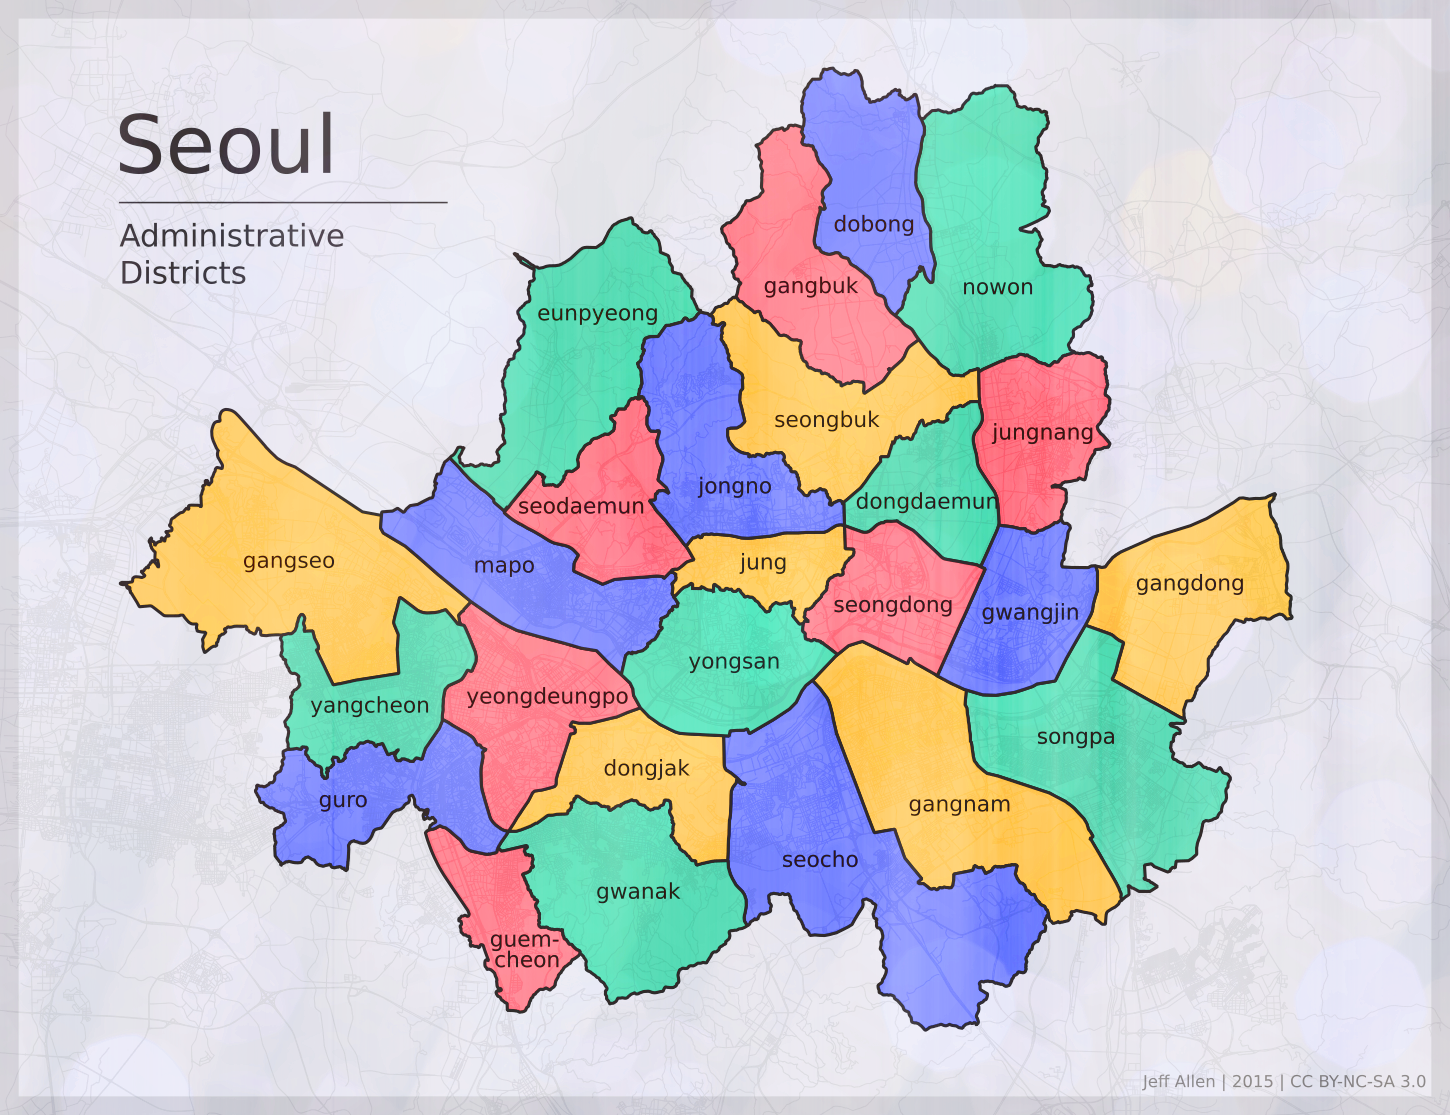 Seoul
Administrative
Districts
dobong
gangbuk
nowon
eunpyeong
seongbuk
jungnang
jongno
dongdaemun
seodaemun
gangseo
mapo
jung
gangdong
seongdong
gwangjin
yongsan
yangcheon
yeongdeungpo
songpa
dongjak
guro
gangnam
seocho
gwanak
guem-
cheon
Jeff Allen | 2015 | CC BY-NC-SA 3.0